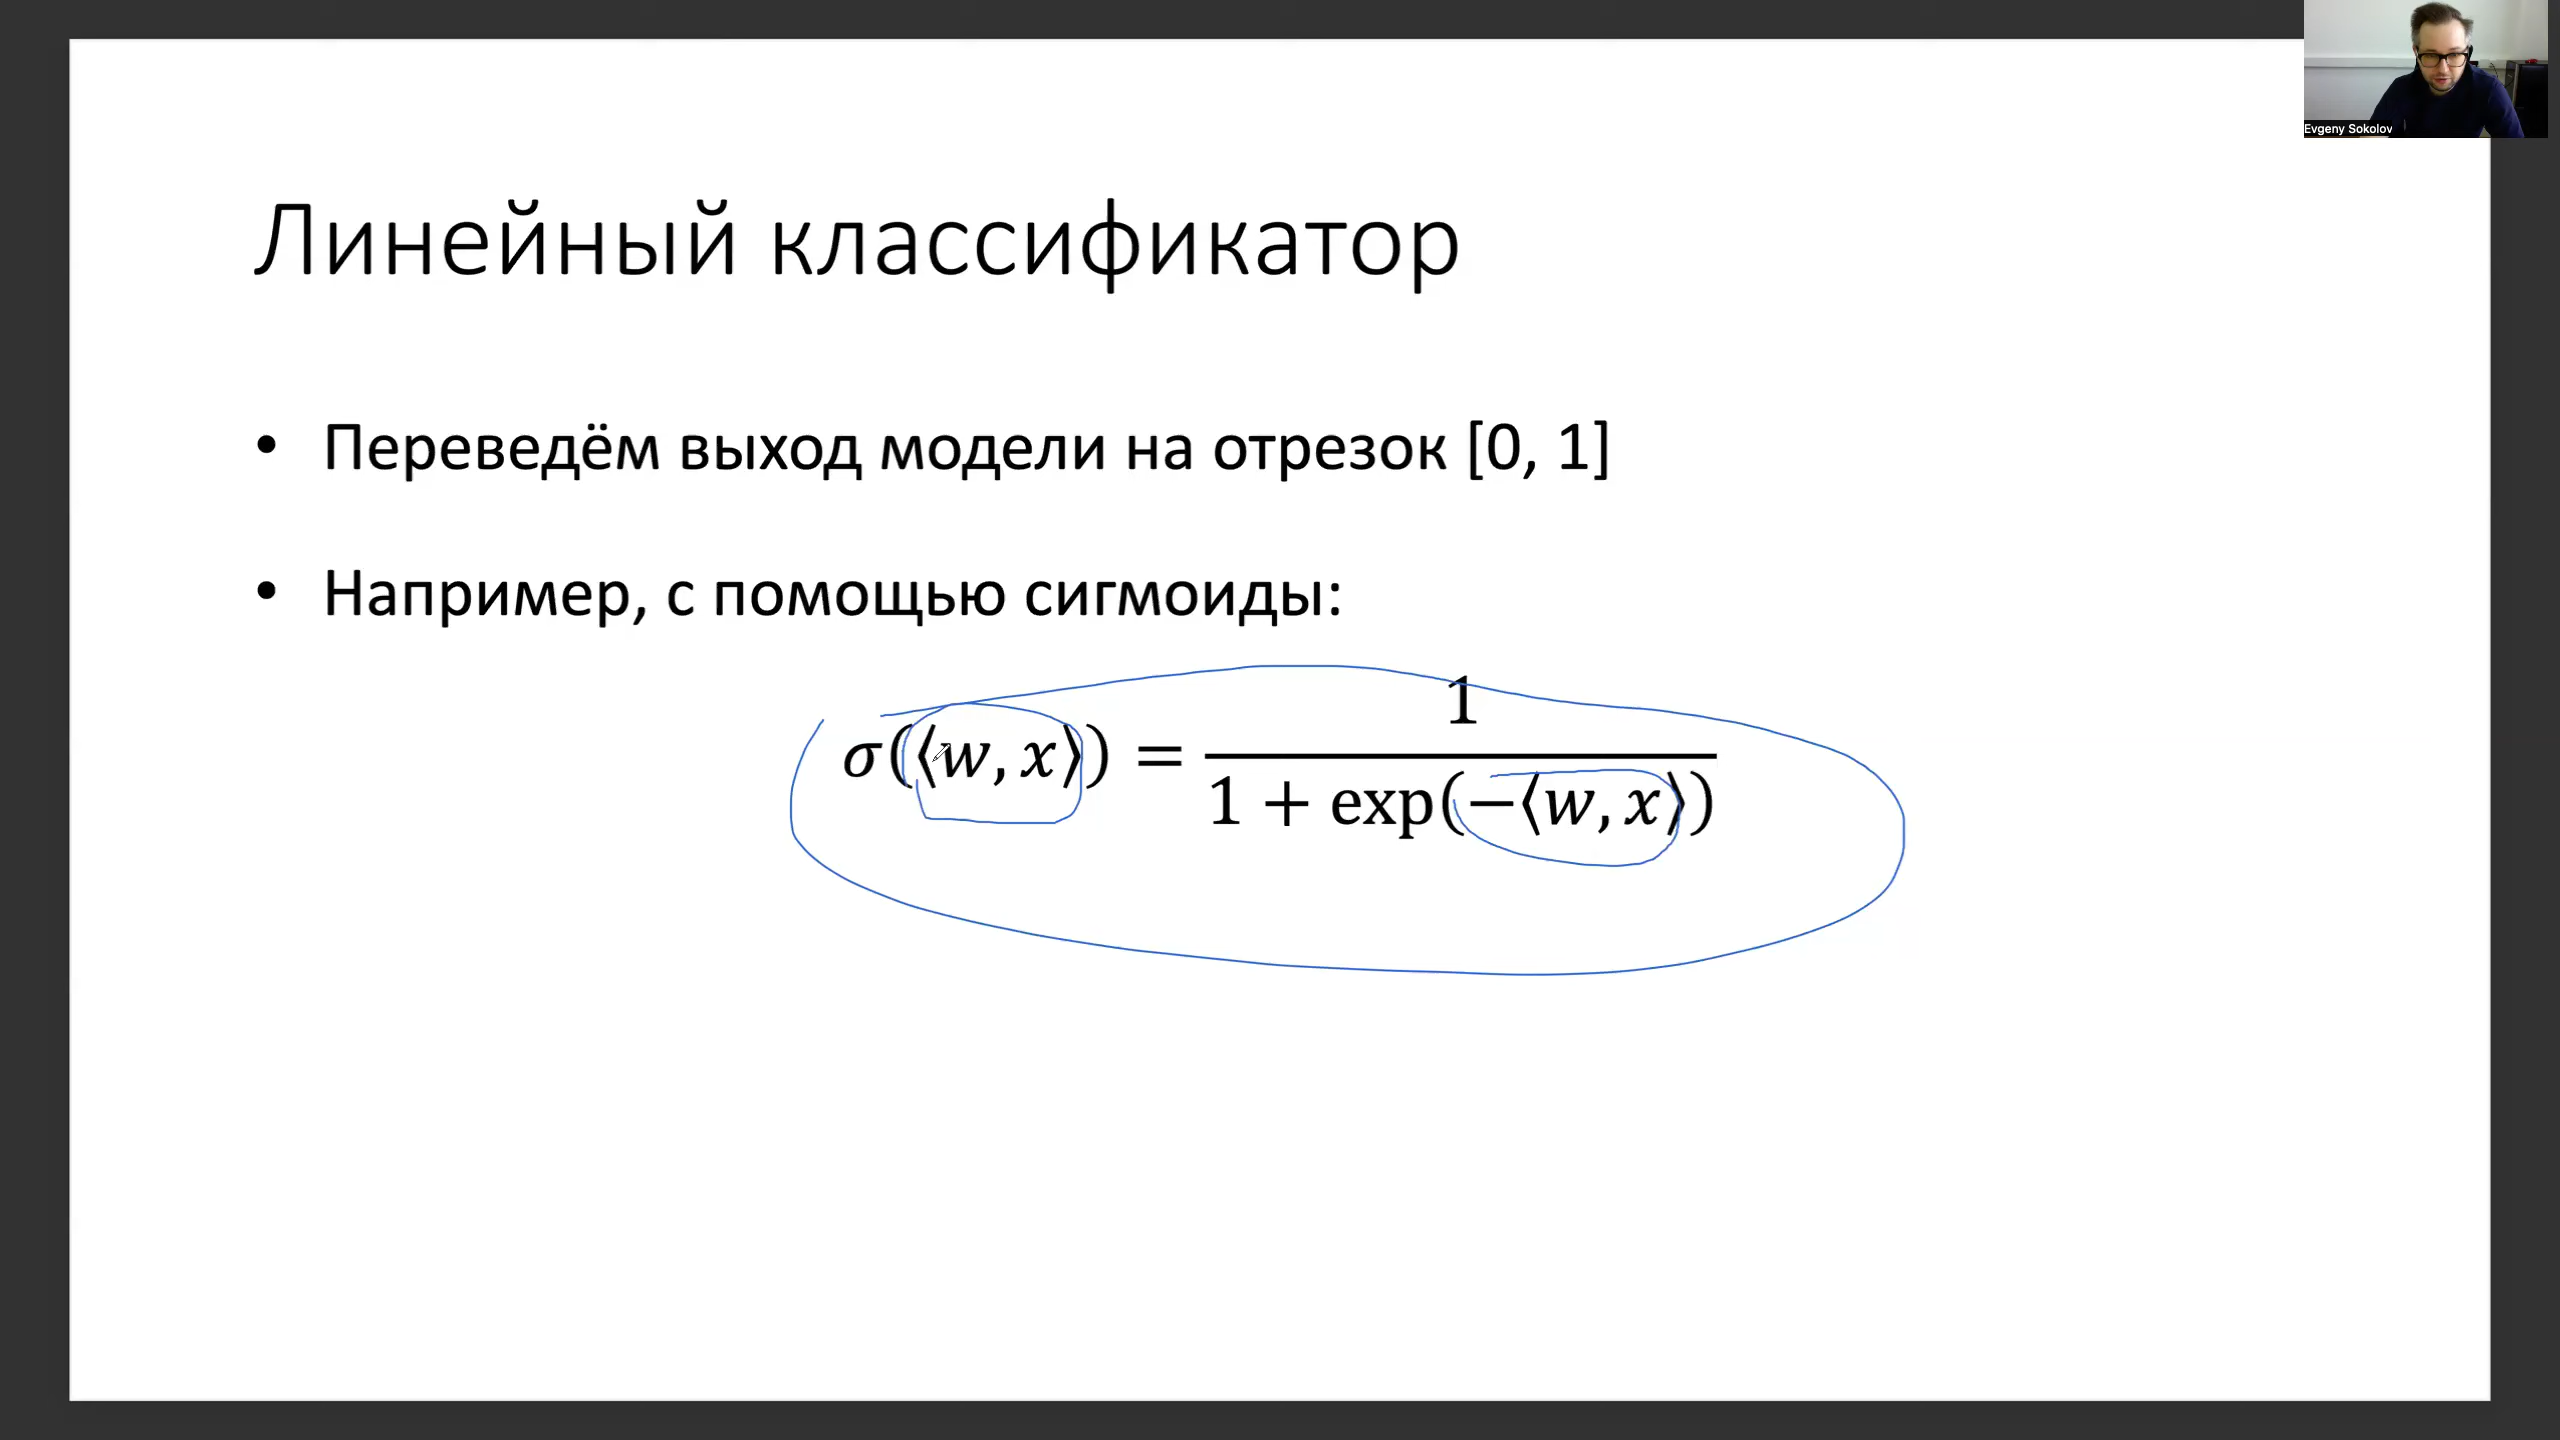 Evgeny Sokolov
Линейный классификатор
• Переведём выход модели на отрезок [0, 1]
• Например, с помощью сигмоиды:
σ(⟨w, x⟩) = 1 / (1 + exp(−⟨w, x⟩))